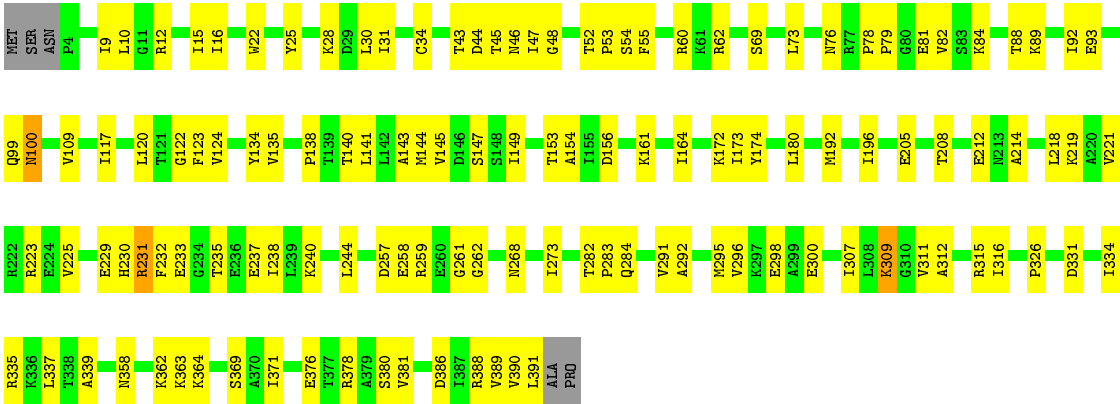 MET SER ASN P4 I9 L10 G11 R12 I15 I16 W22 Y25 K28 D29 L30 I31 C34 T43 D44 T45 N46 I47 G48 T52 P53 S54 F55 R60 K61 R62 S69 L73 N76 R77 P78 P79 G80 E81 V82 S83 K84 T88 K89 I92 E93
Q99 N100 V109 I117 L120 T121 G122 F123 V124 Y134 V135 P138 T139 T140 L141 L142 A143 M144 V145 D146 S147 S148 I149 T153 A154 I155 D156 K161 I164 K172 I173 Y174 L180 M192 I196 E205 T208 E212 N213 A214 L218 K219 A220 V221
R222 R223 E224 V225 E229 H230 R231 F232 E233 G234 T235 E236 E237 I238 L239 K240 L244 D257 E258 R259 E260 G261 G262 N268 I273 T282 P283 Q284 V291 A292 M295 V296 K297 E298 A299 E300 I307 L308 K309 G310 V311 A312 R315 I316 P326 D331 I334
R335 K336 L337 T338 A339 N358 K362 K363 K364 S369 A370 I371 E376 T377 R378 A379 S380 V381 D386 I387 R388 V389 V390 L391 ALA PRO